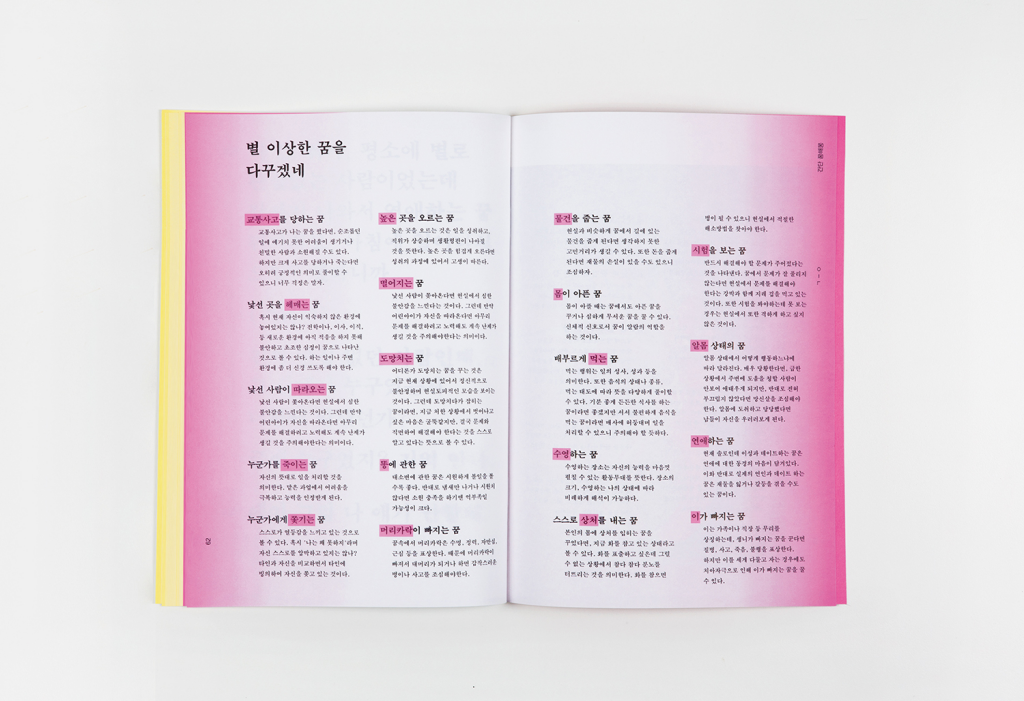 별 이상한 꿈을
다꾸겠네
교통사고를 당하는 꿈
교통사고가 나는 꿈을 꿨다면, 순조롭던
일에 예기치 못한 어려움이 생기거나
친밀한 사람과 소원해질 수도 있다.
하지만 크게 사고를 당하거나 죽는다면
오히려 긍정적인 의미로 풀이할 수
있으니 너무 걱정은 말자.
낯선 곳을 헤매는 꿈
혹시 현재 자신이 익숙하지 않은 환경에
놓여있지는 않나? 전학이나, 이사, 이직,
등 새로운 환경에 아직 적응을 하지 못해
불안하고 초조한 심정이 꿈으로 나타난
것으로 볼 수 있다. 하는 일이나 주변
환경에 좀 더 신경 쓰도록 해야 한다.
낯선 사람이 따라오는 꿈
낯선 사람이 쫓아온다면 현실에서 심한
불안감을 느낀다는 것이다. 그런데 만약
어린아이가 자신을 따라온다면 아무리
문제를 해결하려고 노력해도 계속 난제가
생길 것을 주의해야한다는 의미이다.
누군가를 죽이는 꿈
자신의 뜻대로 일을 처리할 것을
의미한다. 맡은 과업에서 어려움을
극복하고 능력을 인정받게 된다.
누군가에게 쫓기는 꿈
스스로가 열등감을 느끼고 있는 것으로
볼 수 있다. 혹시 '나는 왜 못하지'라며
자신 스스로를 압박하고 있지는 않나?
타인과 자신을 비교하면서 타인에
빙의하여 자신을 쫓고 있는 것이다.
높은 곳을 오르는 꿈
높은 곳을 오르는 것은 일을 성취하고,
직위가 상승하며 생활형편이 나아질
것을 뜻한다. 높은 곳을 힘겹게 오른다면
성취의 과정에 있어서 고생이 따른다.
떨어지는 꿈
낯선 사람이 쫓아온다면 현실에서 심한
불안감을 느낀다는 것이다. 그런데 만약
어린아이가 자신을 따라온다면 아무리
문제를 해결하려고 노력해도 계속 난제가
생길 것을 주의해야한다는 의미이다.
도망치는 꿈
어디론가 도망치는 꿈을 꾸는 것은
지금 현재 상황에 있어서 정신적으로
불안정하여 현실도피적인 모습을 보이는
것이다. 그런데 도망치다가 잡히는
꿈이라면, 지금 처한 상황에서 벗어나고
싶은 마음은 굴뚝같지만, 결국 문제와
직면하여 해결해야 한다는 것을 스스로
알고 있다는 뜻으로 볼 수 있다.
똥에 관한 꿈
대소변에 관한 꿈은 시원하게 볼일을 볼
수록 좋다. 반대로 냄새만 나거나 시원치
않다면 소원 충족을 하기엔 역부족일
가능성이 크다.
머리카락이 빠지는 꿈
꿈속에서 머리카락은 수명, 정력, 자만심,
근심 등을 표상한다. 때문에 머리카락이
빠져서 대머리가 되거나 하면 갑작스러운
병이나 사고를 조심해야한다.
물건을 줍는 꿈
현실과 비슷하게 꿈에서 길에 있는
물건을 줍게 된다면 생각하지 못한
고민거리가 생길 수 있다. 또한 돈을 줍게
된다면 재물의 손실이 있을 수도 있으니
조심하자.
몸이 아픈 꿈
몸이 아플 때는 꿈에서도 아픈 꿈을
꾸거나 심하게 무서운 꿈을 꿀 수 있다.
신체적 신호로서 꿈이 알람의 역할을
하는 것이다.
배부르게 먹는 꿈
먹는 행위는 일의 성사, 성과 등을
의미한다. 또한 음식의 상태나 종류,
먹는 태도에 따라 뜻을 다양하게 풀이할
수 있다. 기분 좋게 든든한 식사를 하는
꿈이라면 좋겠지만 서서 불편하게 음식을
먹는 꿈이라면 매사에 허둥대며 일을
처리할 수 있으니 주의해야 할 듯하다.
수영하는 꿈
수영하는 장소는 자신의 능력을 마음껏
펼칠 수 있는 활동무대를 뜻한다. 장소의
크기, 수영하는 나의 상태에 따라
비례하게 해석이 가능하다.
스스로 상처를 내는 꿈
본인의 몸에 상처를 입히는 꿈을
꾸었다면, 지금 화를 참고 있는 상태라고
볼 수 있다. 화를 표출하고 싶은데 그럴
수 없는 상황에서 참다 참다 분노를
터뜨리는 것을 의미한다. 화를 참으면
병이 될 수 있으니 현실에서 적절한
해소방법을 찾아야 한다.
시험을 보는 꿈
반드시 해결해야 할 문제가 주어졌다는
것을 나타낸다. 꿈에서 문제가 잘 풀리지
않는다면 현실에서 문제를 해결해야
한다는 강박과 함께 지레 겁을 먹고 있는
것이다. 또한 시험을 봐야하는데 못 보는
경우는 현실에서 또한 적하게 하고 싶지
않은 것이다.
알몸 상태의 꿈
알몸 상태에서 어떻게 행동하느냐에
따라 달라진다. 매우 당황한다면, 급한
상황에서 주변에 도움을 청할 사람이
안보여 애태우게 되지만, 반대로 전혀
부끄럽지 않았다면 망신살을 조심해야
한다. 알몸에 도취하고 당당했다면
남들이 자신을 우러러보게 된다.
연애하는 꿈
현재 솔로인데 이성과 데이트하는 꿈은
연애에 대한 동경의 마음이 담겨있다.
이와 반대로 실제의 연인과 데이트 하는
꿈은 재물을 잃거나 갈등을 겪을 수도
있는 꿈이다.
이가 빠지는 꿈
이는 가족이나 직장 등 무리를
상징하는데, 생니가 빠지는 꿈을 꾼다면
질병, 사고, 죽음, 불행을 표상한다.
하지만 이를 세게 다물고 자는 경우에도
치아자극으로 인해 이가 빠지는 꿈을 꿀
수 있다.